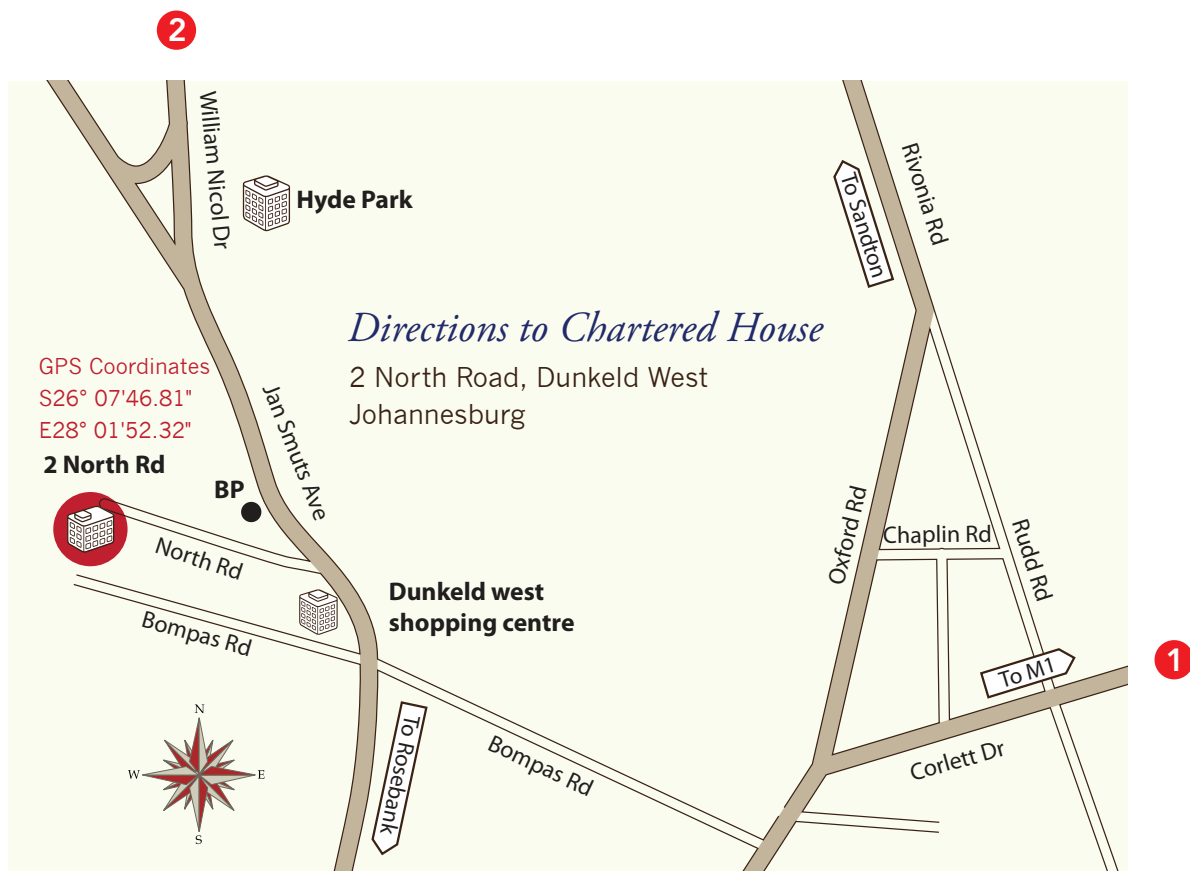 2
William Nicol Dr
Hyde Park
Rivonia Rd
To Sandton
Directions to Chartered House
2 North Road, Dunkeld West
Johannesburg
GPS Coordinates
S26° 07'46.81"
E28° 01'52.32"
2 North Rd
Jan Smuts Ave
BP
North Rd
Oxford Rd
Chaplin Rd
Rudd Rd
Dunkeld west
shopping centre
Bompas Rd
To M1
1
N
W
E
S
To Rosebank
Bompas Rd
Corlett Dr